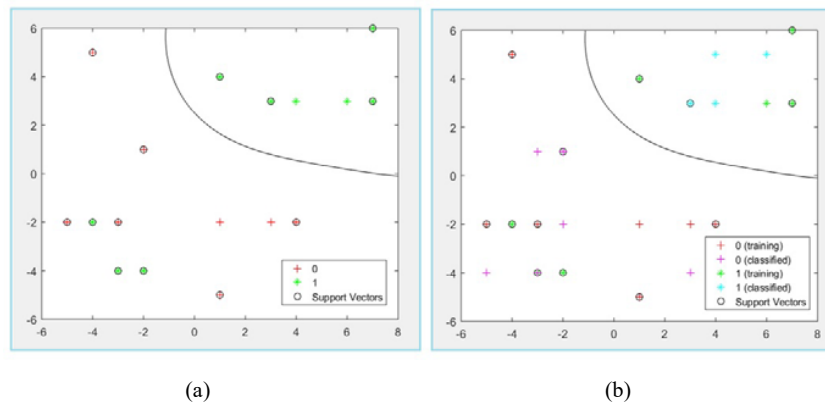 6
4
2
0
-2
-4
-6
-6 -4 -2 0 2 4 6 8
0
1
Support Vectors
(a)
6
4
2
0
-2
-4
-6
-6 -4 -2 0 2 4 6 8
0 (training)
0 (classified)
1 (training)
1 (classified)
Support Vectors
(b)